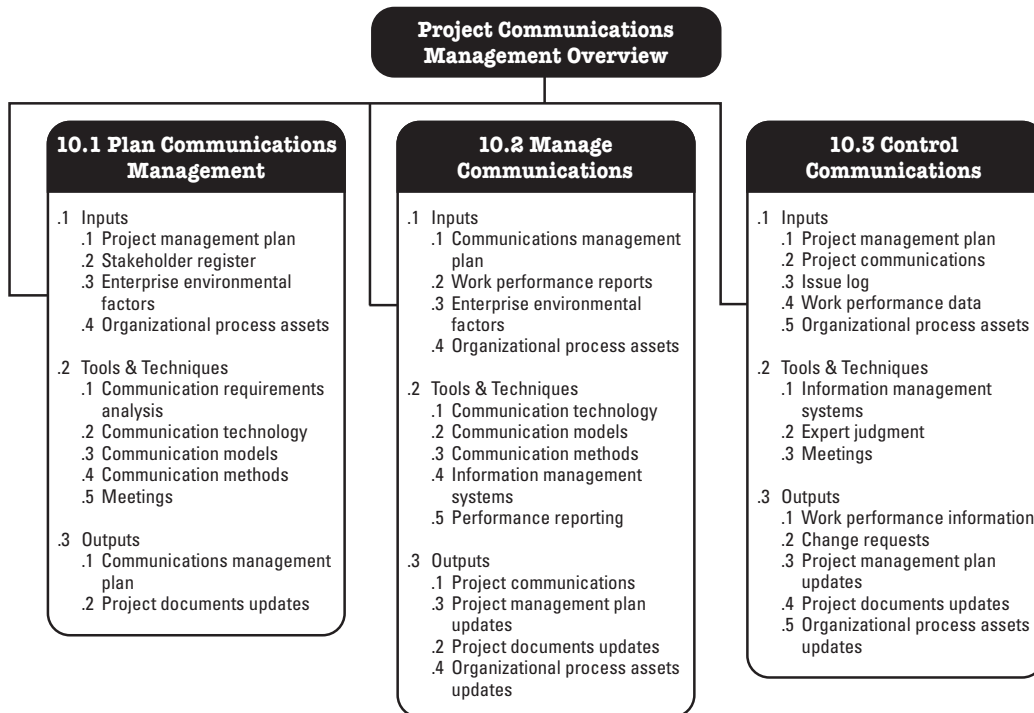 Project Communications
Management Overview
10.1 Plan Communications
Management
.1 Inputs
.1 Project management plan
.2 Stakeholder register
.3 Enterprise environmental
factors
.4 Organizational process assets
.2 Tools & Techniques
.1 Communication requirements
analysis
.2 Communication technology
.3 Communication models
.4 Communication methods
.5 Meetings
.3 Outputs
.1 Communications management
plan
.2 Project documents updates
10.2 Manage
Communications
.1 Inputs
.1 Communications management
plan
.2 Work performance reports
.3 Enterprise environmental
factors
.4 Organizational process assets
.2 Tools & Techniques
.1 Communication technology
.2 Communication models
.3 Communication methods
.4 Information management
systems
.5 Performance reporting
.3 Outputs
.1 Project communications
.3 Project management plan
updates
.2 Project documents updates
.4 Organizational process assets
updates
10.3 Control
Communications
.1 Inputs
.1 Project management plan
.2 Project communications
.3 Issue log
.4 Work performance data
.5 Organizational process assets
.2 Tools & Techniques
.1 Information management
systems
.2 Expert judgment
.3 Meetings
.3 Outputs
.1 Work performance information
.2 Change requests
.3 Project management plan
updates
.4 Project documents updates
.5 Organizational process assets
updates